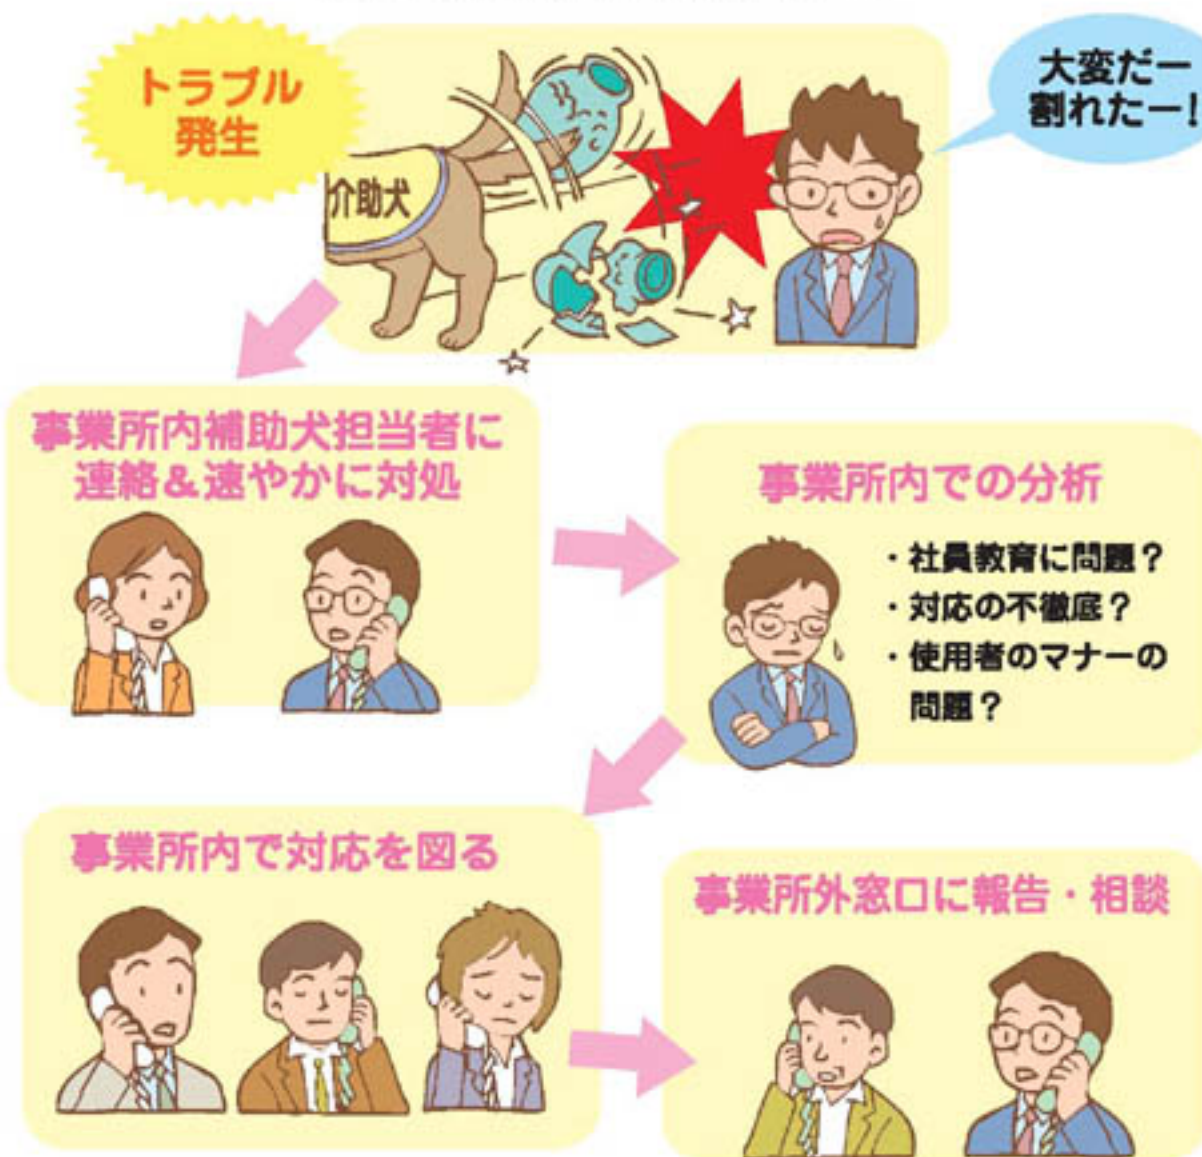 トラブル
発生
大変だー
割れたー!
介助犬
事業所内補助犬担当者に
連絡&速やかに対処
事業所内での分析
・社員教育に問題?
・対応の不徹底?
・使用者のマナーの
問題?
事業所内で対応を図る
事業所外窓口に報告・相談